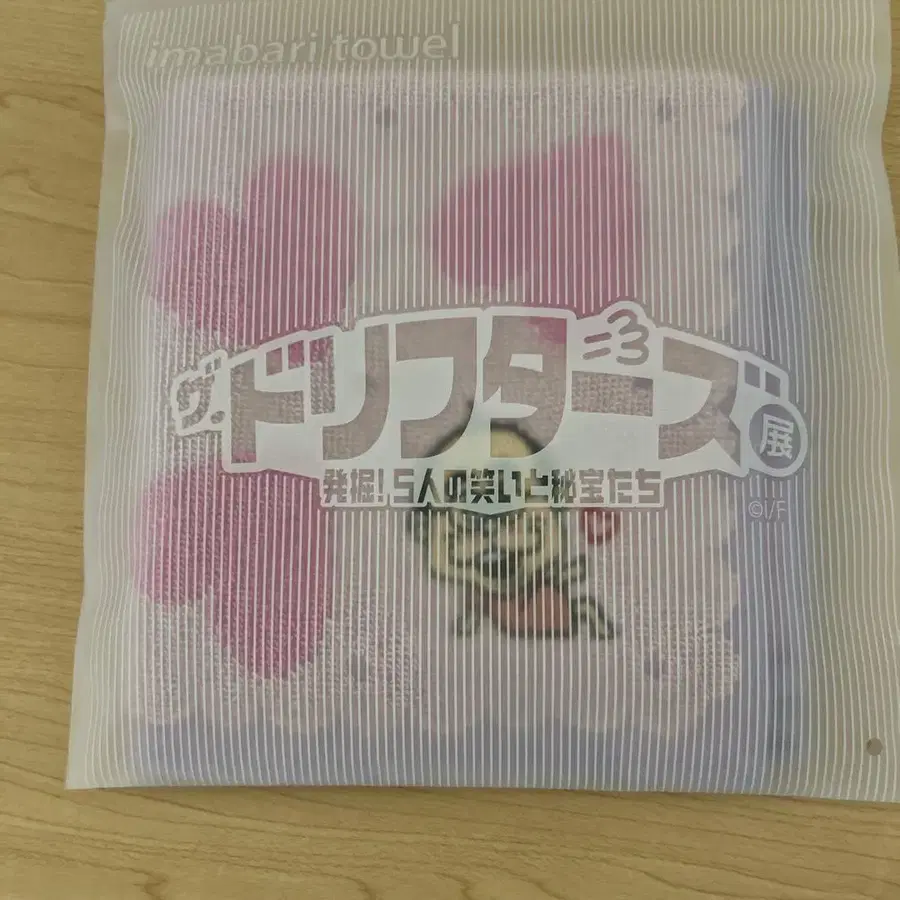 imabari towel
ザ・ドリフターズ展
発掘!5人の笑いと秘宝たち
©I/F